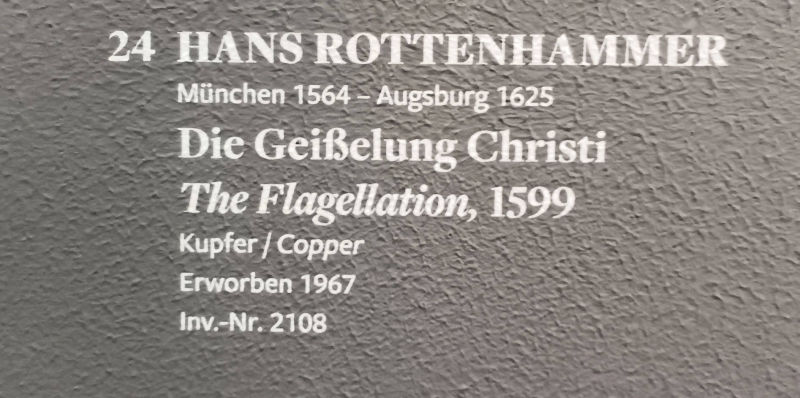 24 HANS ROTTENHAMMER
München 1564 – Augsburg 1625
Die Geißelung Christi
The Flagellation, 1599
Kupfer / Copper
Erworben 1967
Inv.-Nr. 2108